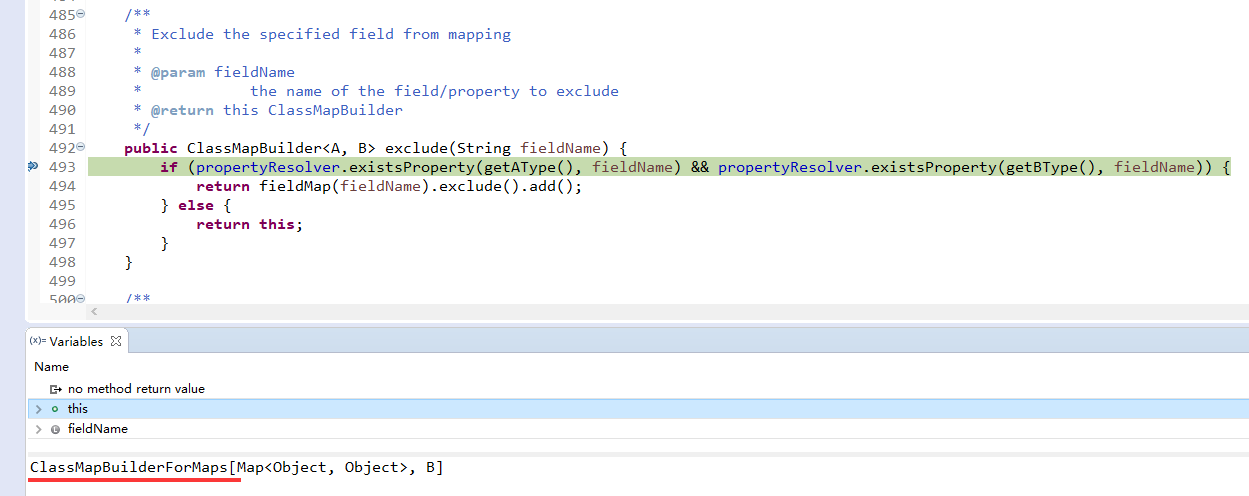 485 /**
486 * Exclude the specified field from mapping
487 *
488 * @param fieldName
489 * the name of the field/property to exclude
490 * @return this ClassMapBuilder
491 */
492 public ClassMapBuilder<A, B> exclude(String fieldName) {
493 if (propertyResolver.existsProperty(getAType(), fieldName) && propertyResolver.existsProperty(getBType(), fieldName)) {
494 return fieldMap(fieldName).exclude().add();
495 } else {
496 return this;
497 }
498 }
499
500 /**
(x)= Variables
Name
no method return value
this
fieldName
ClassMapBuilderForMaps[Map<Object, Object>, B]